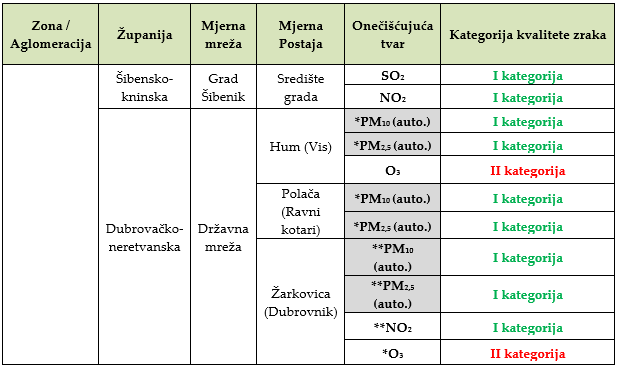 Zona /
Aglomeracija
Županija
Mjerna
mreža
Mjerna
Postaja
Onečišćujuća
tvar
Kategorija kvalitete zraka
Šibensko-
kninska
Grad
Šibenik
Središte
grada
SO2
I kategorija
NO2
I kategorija
Dubrovačko-
neretvanska
Državna
mreža
Hum (Vis)
*PM10 (auto.)
I kategorija
*PM2,5 (auto.)
I kategorija
O3
II kategorija
Polača
(Ravni
kotari)
*PM10 (auto.)
I kategorija
*PM2,5 (auto.)
I kategorija
Žarkovica
(Dubrovnik)
**PM10
(auto.)
I kategorija
**PM2,5
(auto.)
I kategorija
**NO2
I kategorija
*O3
II kategorija